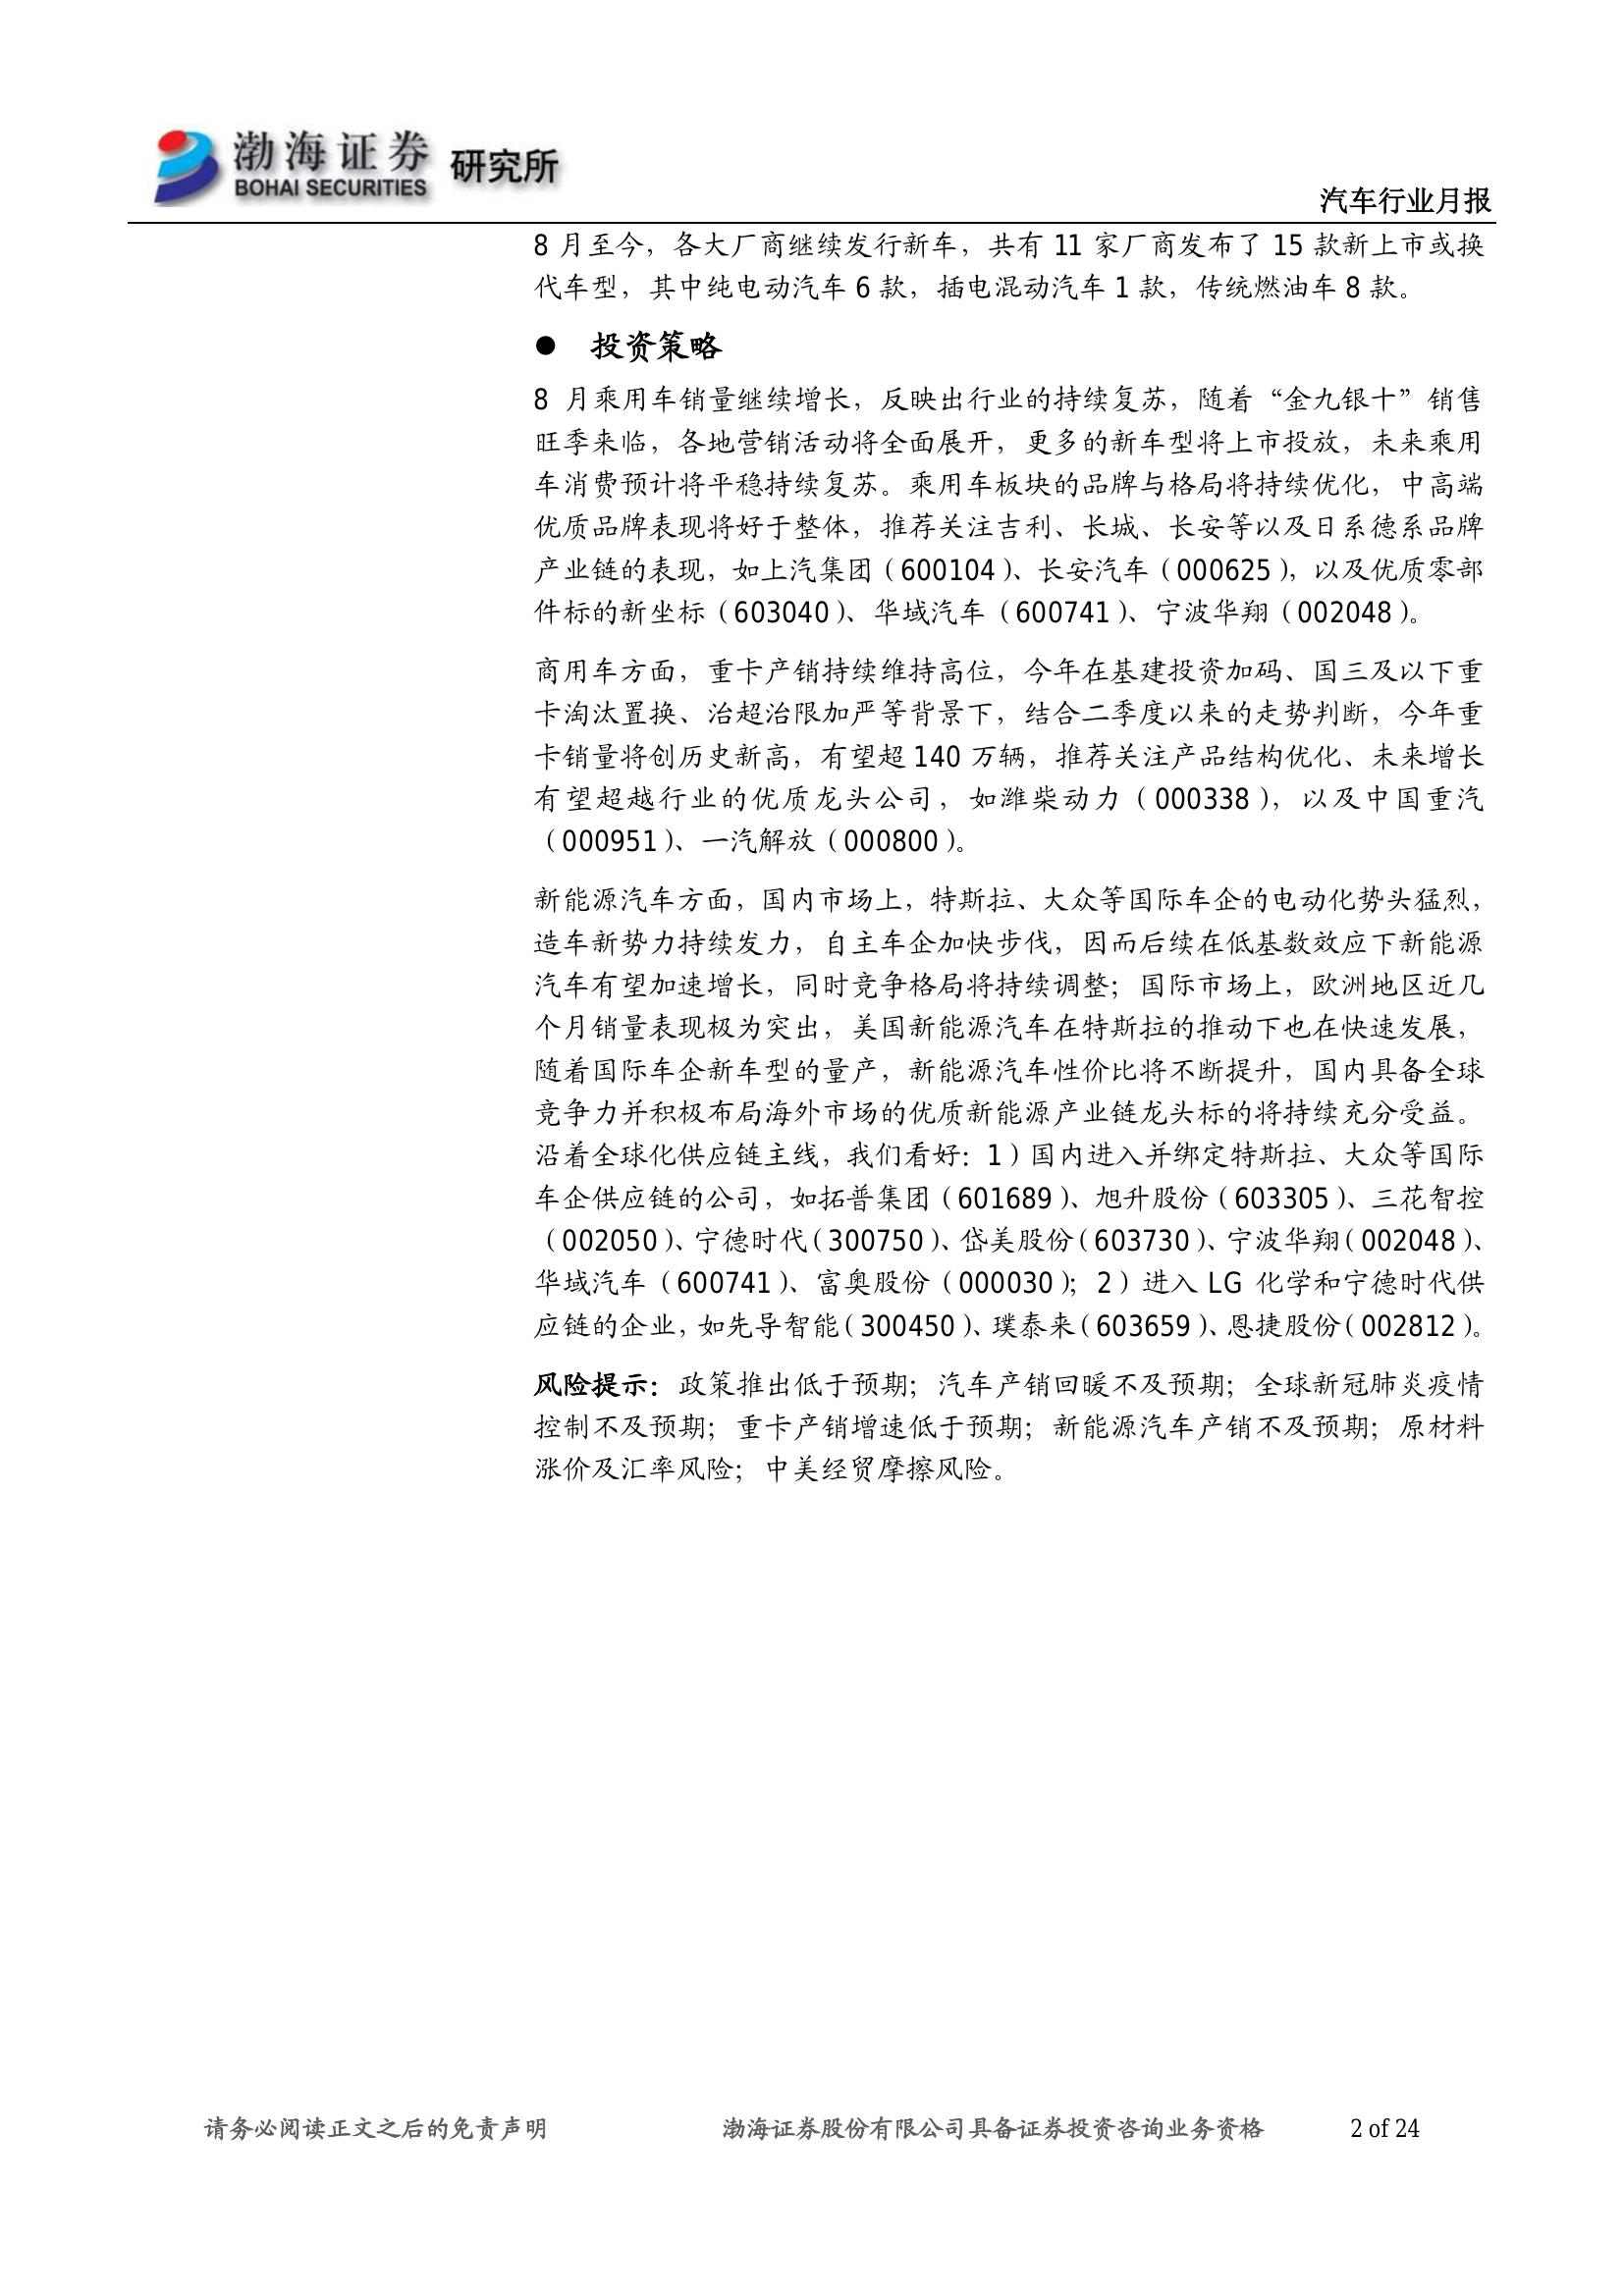 渤海证券 研究所
BOHAI SECURITIES
汽车行业月报
8 月至今，各大厂商继续发行新车，共有 11 家厂商发布了 15 款新上市或换
代车型，其中纯电动汽车 6 款，插电混动汽车 1 款，传统燃油车 8 款。
● 投资策略
8 月乘用车销量继续增长，反映出行业的持续复苏，随着“金九银十”销售
旺季来临，各地营销活动将全面展开，更多的新车型将上市投放，未来乘用
车消费预计将平稳持续复苏。乘用车板块的品牌与格局将持续优化，中高端
优质品牌表现将好于整体，推荐关注吉利、长城、长安等以及日系德系品牌
产业链的表现，如上汽集团（600104）、长安汽车（000625），以及优质零部
件标的新坐标（603040）、华域汽车（600741）、宁波华翔（002048）。
商用车方面，重卡产销持续维持高位，今年在基建投资加码、国三及以下重
卡淘汰置换、治超治限加严等背景下，结合二季度以来的走势判断，今年重
卡销量将创历史新高，有望超 140 万辆，推荐关注产品结构优化、未来增长
有望超越行业的优质龙头公司，如潍柴动力（000338），以及中国重汽
（000951）、一汽解放（000800）。
新能源汽车方面，国内市场上，特斯拉、大众等国际车企的电动化势头猛烈，
造车新势力持续发力，自主车企加快步伐，因而后续在低基数效应下新能源
汽车有望加速增长，同时竞争格局将持续调整；国际市场上，欧洲地区近几
个月销量表现极为突出，美国新能源汽车在特斯拉的推动下也在快速发展，
随着国际车企新车型的量产，新能源汽车性价比将不断提升，国内具备全球
竞争力并积极布局海外市场的优质新能源产业链龙头标的将持续充分受益。
沿着全球化供应链主线，我们看好：1）国内进入并绑定特斯拉、大众等国际
车企供应链的公司，如拓普集团（601689）、旭升股份（603305）、三花智控
（002050）、宁德时代（300750）、岱美股份（603730）、宁波华翔（002048）、
华域汽车（600741）、富奥股份（000030）；2）进入 LG 化学和宁德时代供
应链的企业，如先导智能（300450）、璞泰来（603659）、恩捷股份（002812）。
风险提示：政策推出低于预期；汽车产销回暖不及预期；全球新冠肺炎疫情
控制不及预期；重卡产销增速低于预期；新能源汽车产销不及预期；原材料
涨价及汇率风险；中美经贸摩擦风险。
请务必阅读正文之后的免责声明 渤海证券股份有限公司具备证券投资咨询业务资格 2 of 24